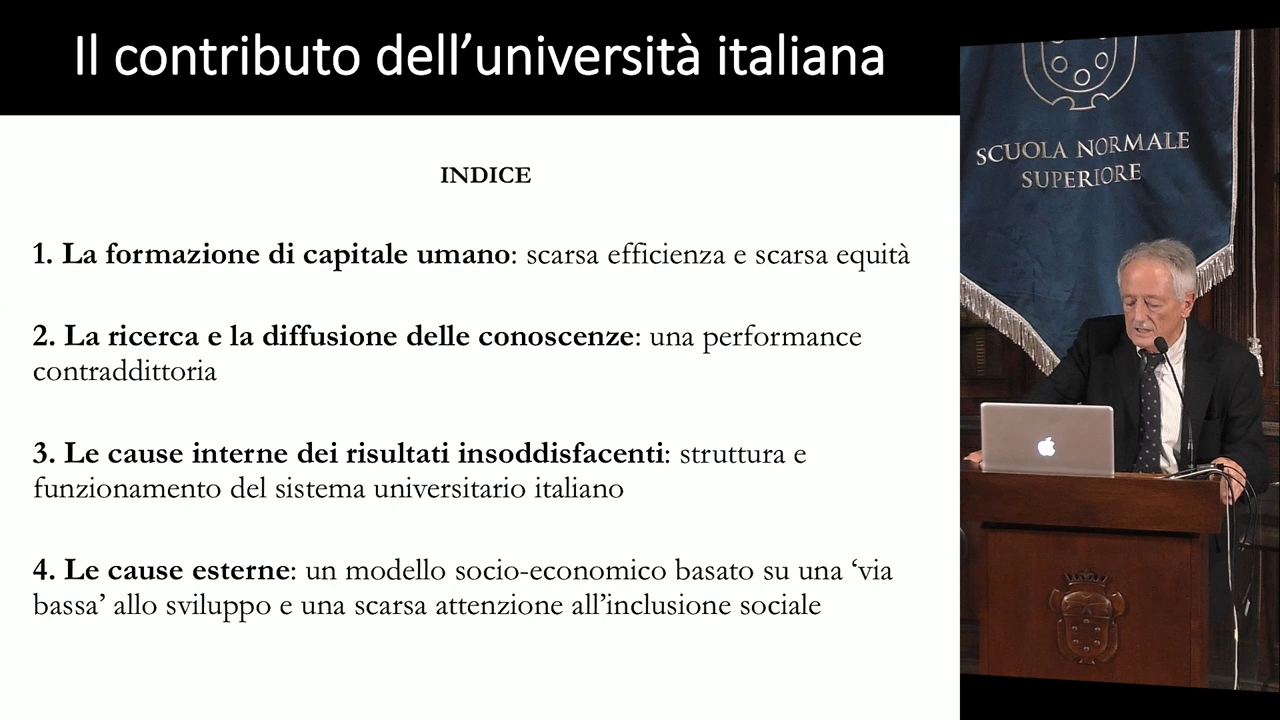 Il contributo dell’università italiana
INDICE
1. La formazione di capitale umano: scarsa efficienza e scarsa equità
2. La ricerca e la diffusione delle conoscenze: una performance
contraddittoria
3. Le cause interne dei risultati insoddisfacenti: struttura e
funzionamento del sistema universitario italiano
4. Le cause esterne: un modello socio-economico basato su una ‘via
bassa’ allo sviluppo e una scarsa attenzione all’inclusione sociale
SCUOLA NORMALE
SUPERIORE